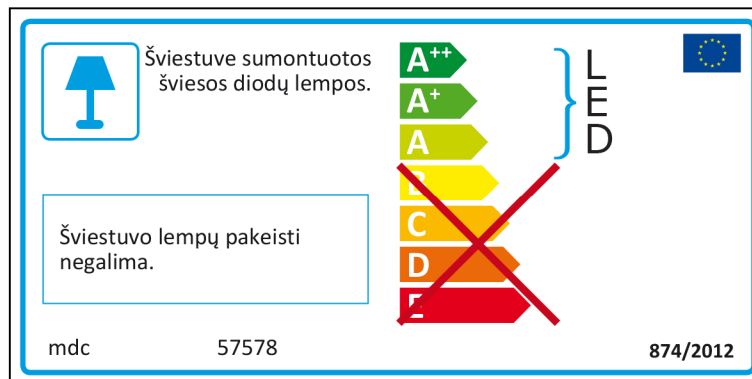 Šviestuve sumontuotos
šviesos diodų lempos.
A++
A+
A
B
C
D
E
L
E
D
Šviestuvo lempų pakeisti
negalima.
mdc 57578
874/2012